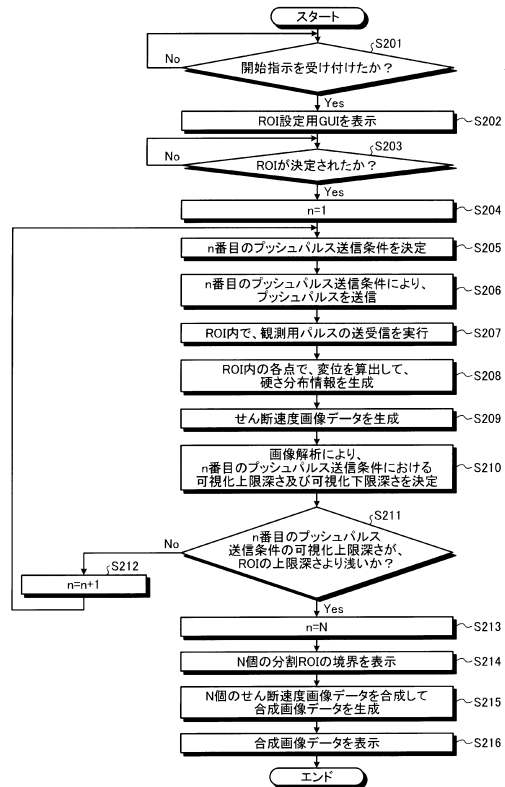 スタート
S201
開始指示を受け付けたか？
No
Yes
ROI設定用GUIを表示
S202
S203
ROIが決定されたか？
No
Yes
n=1
S204
n番目のプッシュパルス送信条件を決定
S205
n番目のプッシュパルス送信条件により、
プッシュパルスを送信
S206
ROI内で、観測用パルスの送受信を実行
S207
ROI内の各点で、変位を算出して、
硬さ分布情報を生成
S208
せん断速度画像データを生成
S209
画像解析により、
n番目のプッシュパルス送信条件における
可視化上限深さ及び可視化下限深さを決定
S210
S211
n番目のプッシュパルス
送信条件の可視化上限深さが、
ROIの上限深さより浅いか？
No
S212
n=n+1
Yes
n=N
S213
N個の分割ROIの境界を表示
S214
N個のせん断速度画像データを合成して
合成画像データを生成
S215
合成画像データを表示
S216
エンド